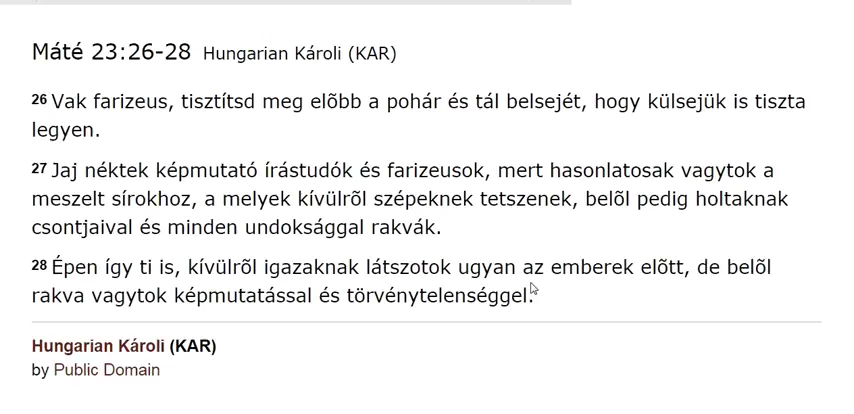 Máté 23:26-28 Hungarian Károli (KAR)
26 Vak farizeus, tisztítsd meg elõbb a pohár és tál belsejét, hogy külsejük is tiszta
legyen.
27 Jaj néktek képmutató írástudók és farizeusok, mert hasonlatosak vagytok a
meszelt sírokhoz, a melyek kívülrõl szépeknek tetszenek, belõl pedig holtaknak
csontjaival és minden undoksággal rakvák.
28 Épen így ti is, kívülrõl igazaknak látszotok ugyan az emberek elõtt, de belõl
rakva vagytok képmutatással és törvénytelenséggel.
Hungarian Károli (KAR)
by Public Domain